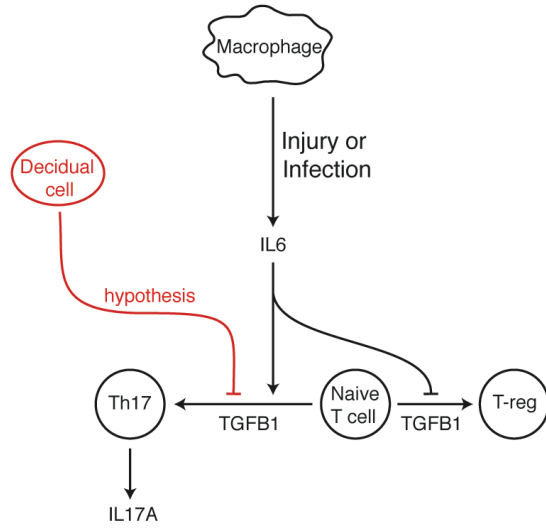 Macrophage
Injury or
Infection
Decidual
cell
IL6
hypothesis
Th17
TGFB1
Naive
T cell
TGFB1
T-reg
IL17A